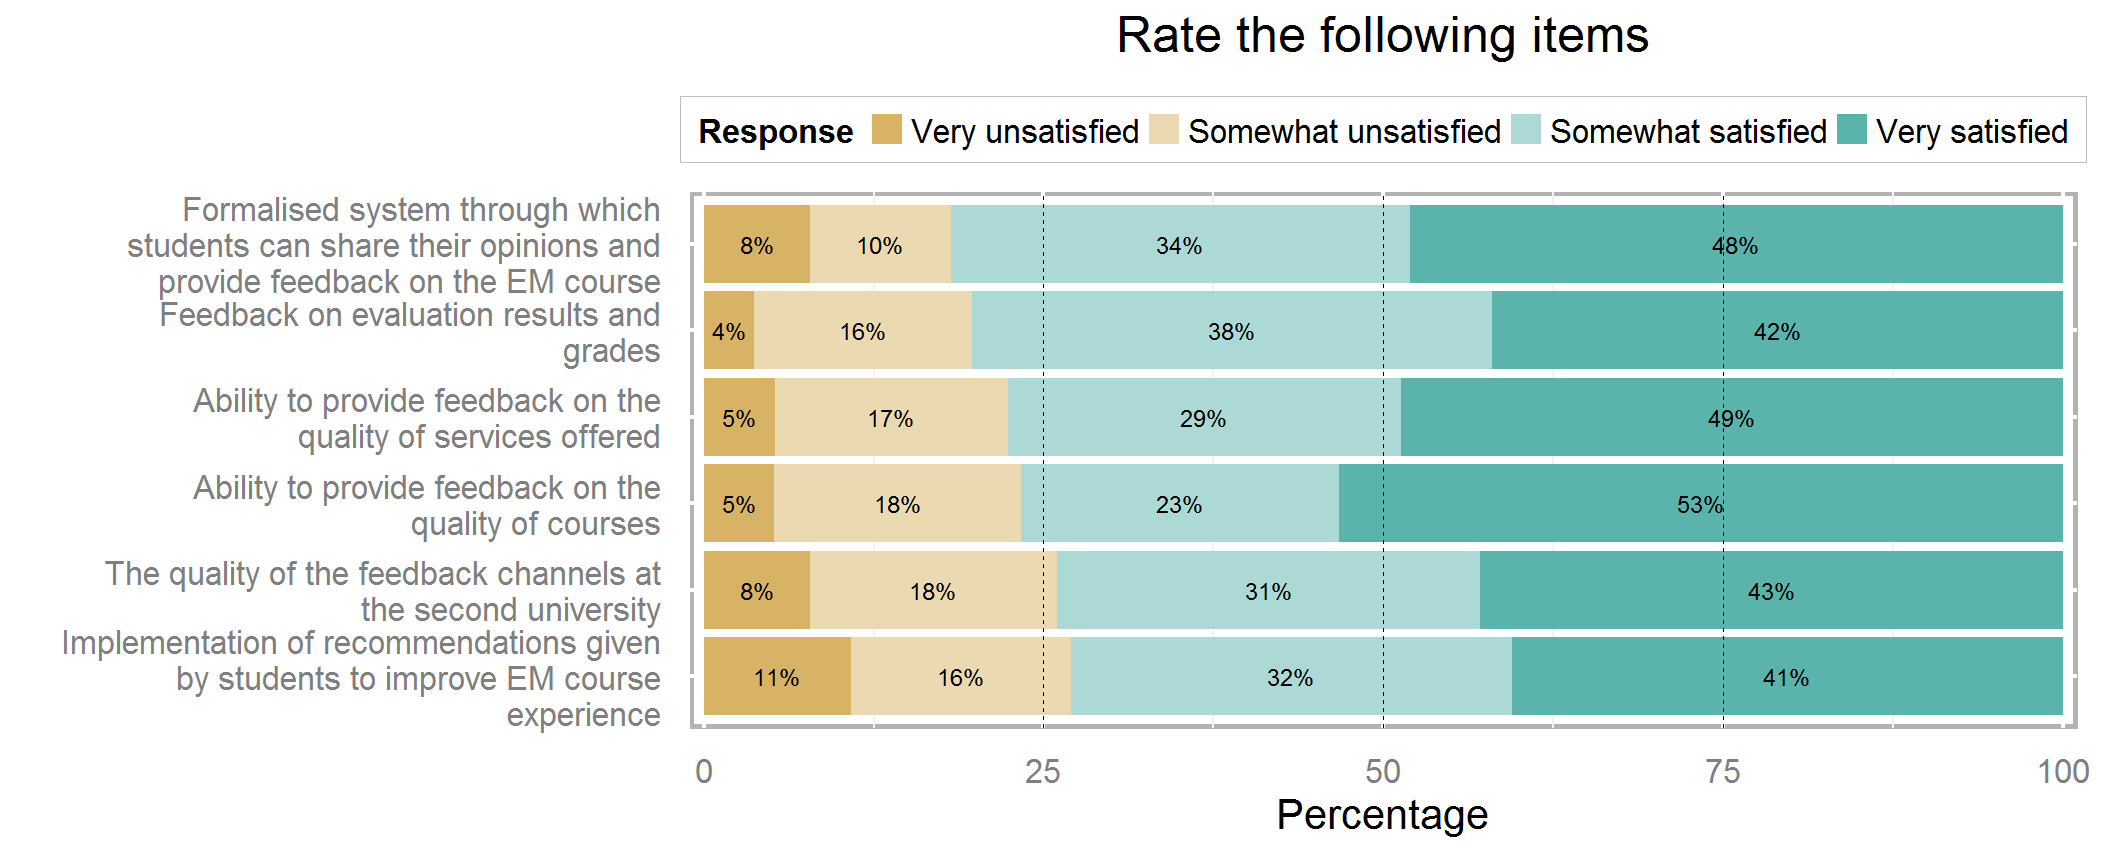 Rate the following items
Response Very unsatisfied Somewhat unsatisfied Somewhat satisfied Very satisfied
Formalised system through which
students can share their opinions and
provide feedback on the EM course
8% 10% 34% 48%
Feedback on evaluation results and
grades
4% 16% 38% 42%
Ability to provide feedback on the
quality of services offered
5% 17% 29% 49%
Ability to provide feedback on the
quality of courses
5% 18% 23% 53%
The quality of the feedback channels at
the second university
8% 18% 31% 43%
Implementation of recommendations given
by students to improve EM course
experience
11% 16% 32% 41%
0 25 50 75 100
Percentage